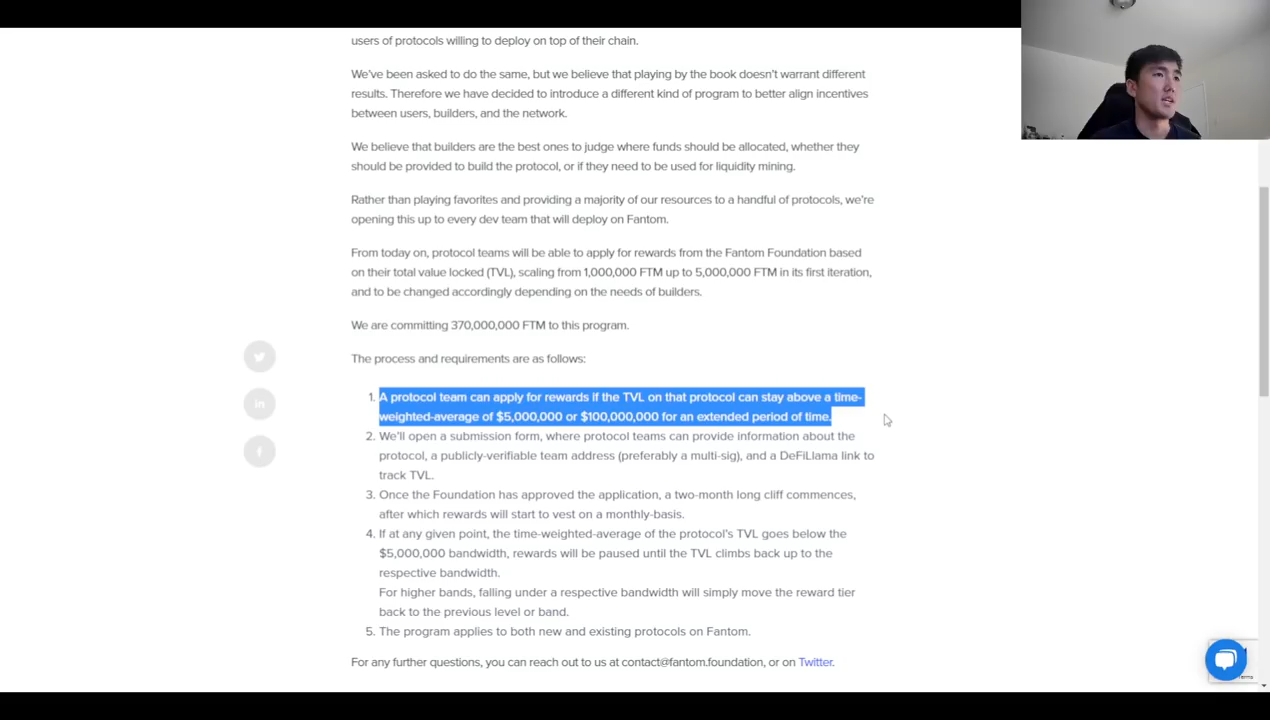 users of protocols willing to deploy on top of their chain.
We've been asked to do the same, but we believe that playing by the book doesn't warrant different
results. Therefore we have decided to introduce a different kind of program to better align incentives
between users, builders, and the network.
We believe that builders are the best ones to judge where funds should be allocated, whether they
should be provided to build the protocol, or if they need to be used for liquidity mining.
Rather than playing favorites and providing a majority of our resources to a handful of protocols, we're
opening this up to every dev team that will deploy on Fantom.
From today on, protocol teams will be able to apply for rewards from the Fantom Foundation based
on their total value locked (TVL), scaling from 1,000,000 FTM up to 5,000,000 FTM in its first iteration,
and to be changed accordingly depending on the needs of builders.
We are committing 370,000,000 FTM to this program.
The process and requirements are as follows:
1. A protocol team can apply for rewards if the TVL on that protocol can stay above a time-
weighted-average of $5,000,000 or $100,000,000 for an extended period of time.
2. We'll open a submission form, where protocol teams can provide information about the
protocol, a publicly-verifiable team address (preferably a multi-sig), and a DeFiLlama link to
track TVL.
3. Once the Foundation has approved the application, a two-month long cliff commences,
after which rewards will start to vest on a monthly-basis.
4. If at any given point, the time-weighted-average of the protocol's TVL goes below the
$5,000,000 bandwidth, rewards will be paused until the TVL climbs back up to the
respective bandwidth.
For higher bands, falling under a respective bandwidth will simply move the reward tier
back to the previous level or band.
5. The program applies to both new and existing protocols on Fantom.
For any further questions, you can reach out to us at contact@fantom.foundation, or on Twitter.